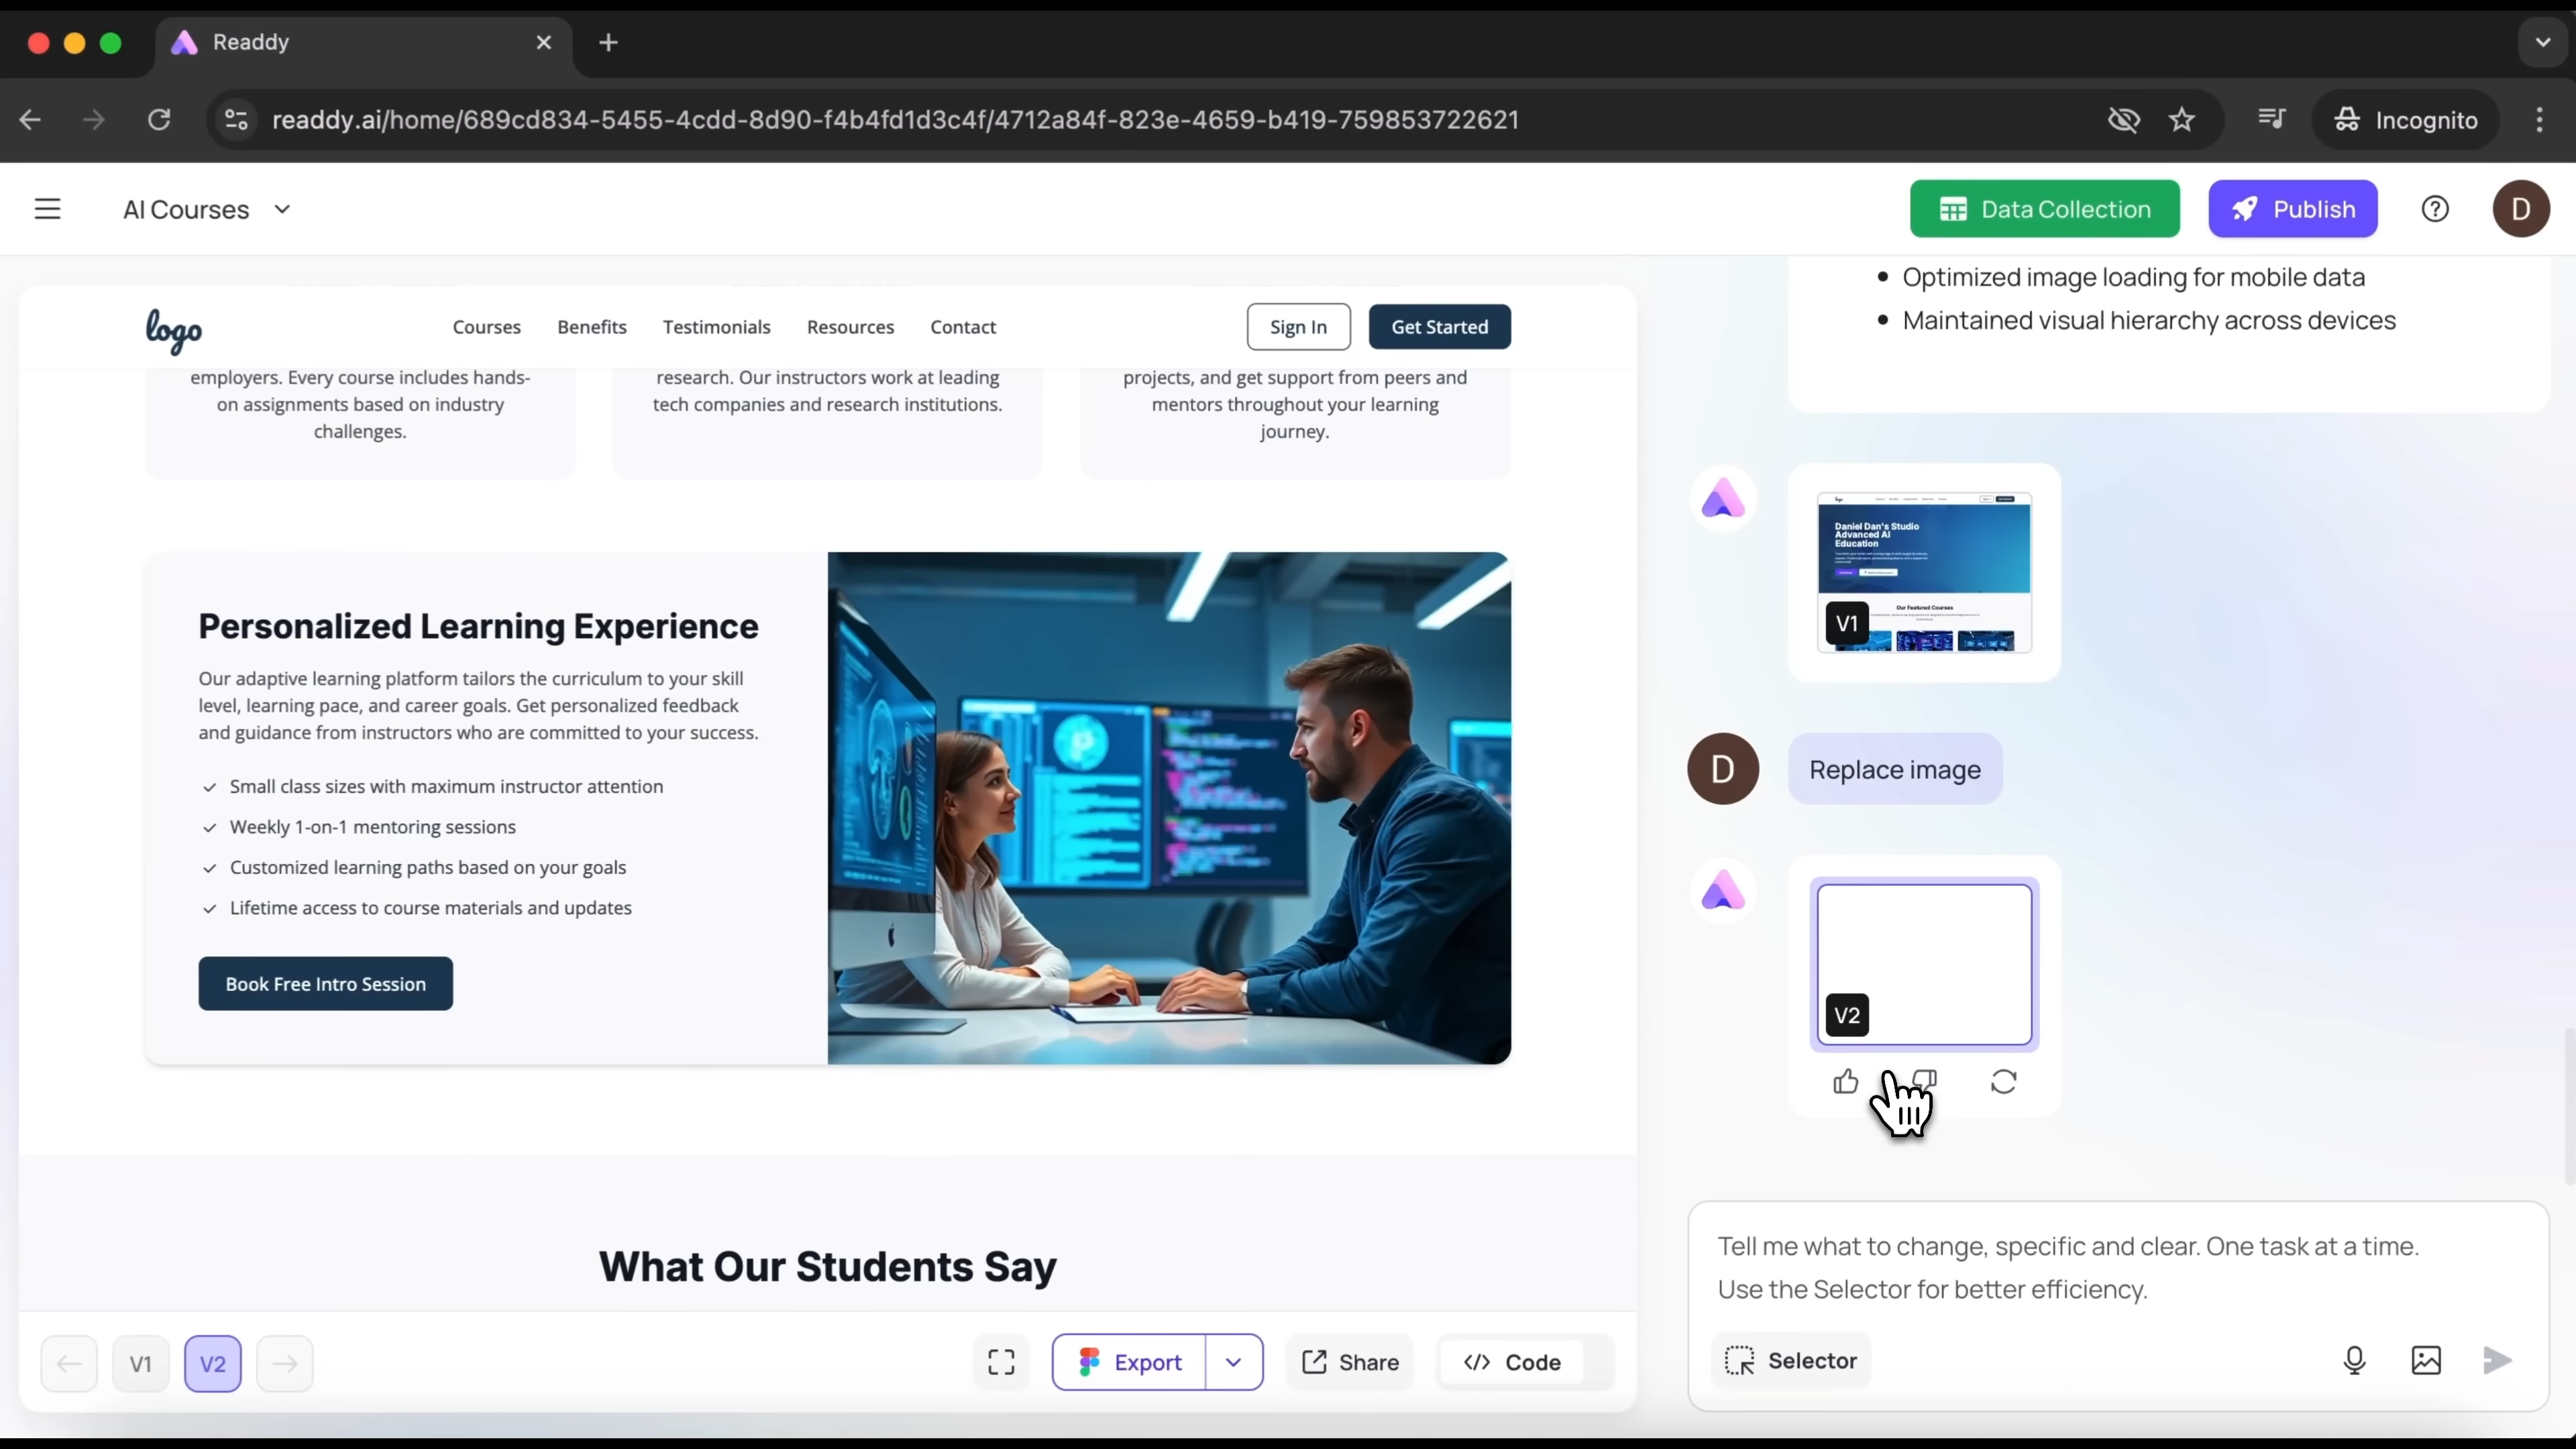 Readdy
readdy.ai/home/689cd834-5455-4cdd-8d90-f4b4fd1d3c4f/4712a84f-823e-4659-b419-759853722621
Incognito
AI Courses
Data Collection
Publish
D
logo
Courses
Benefits
Testimonials
Resources
Contact
Sign In
Get Started
employers. Every course includes hands-
on assignments based on industry
challenges.
research. Our instructors work at leading
tech companies and research institutions.
projects, and get support from peers and
mentors throughout your learning
journey.
Personalized Learning Experience
Our adaptive learning platform tailors the curriculum to your skill
level, learning pace, and career goals. Get personalized feedback
and guidance from instructors who are committed to your success.
Small class sizes with maximum instructor attention
Weekly 1-on-1 mentoring sessions
Customized learning paths based on your goals
Lifetime access to course materials and updates
Book Free Intro Session
What Our Students Say
V1
V2
Export
Share
</> Code
• Optimized image loading for mobile data
• Maintained visual hierarchy across devices
Daniel Dan's Studio
Advanced AI
Education
Our Featured Courses
V1
D
Replace image
V2
Tell me what to change, specific and clear. One task at a time.
Use the Selector for better efficiency.
Selector